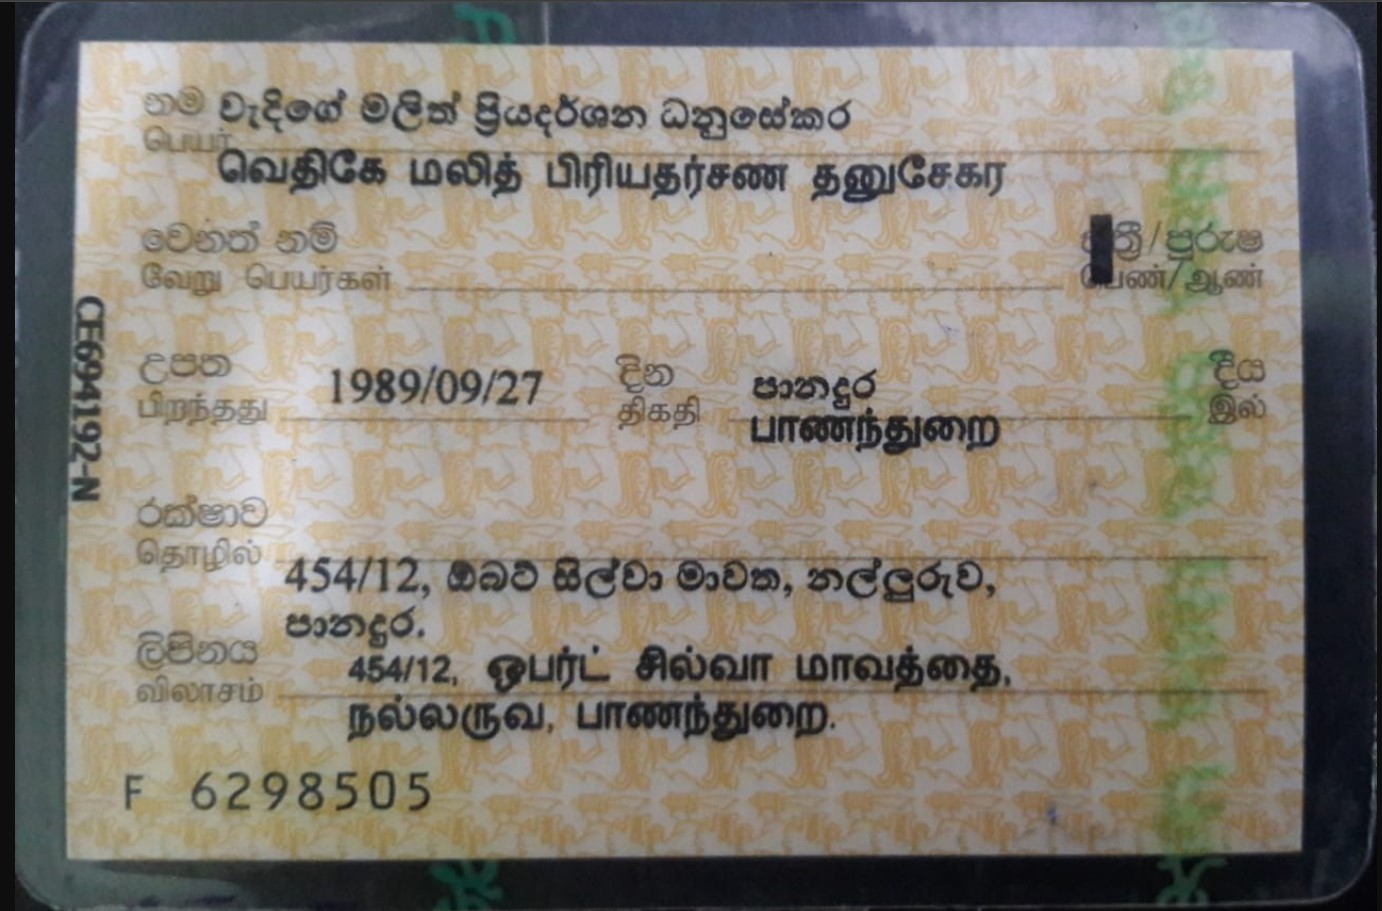 නම වැදිගේ මලිත් ප්‍රියදර්ශන ධනුසේකර
பெயர்
வெதிகே மலித் பிரியதர்சண தனுசேகர
වෙනත් නම් ස්ත්‍රී/පුරුෂ
வேறு பெயர்கள் பெண்/ஆண்
උපත 1989/09/27 දින පානදුර දීය
பிறந்தது திகதி பாணந்துறை இல்
CE694192-N
රක්ෂාව
தொழில்
454/12, ඔබට් සිල්වා මාවත, නල්ලුරුව,
පානදුර.
ලිපිනය 454/12, ஒபர்ட் சில்வா மாவத்தை,
விலாசம்
நல்லருவ, பாணந்துறை.
F 6298505